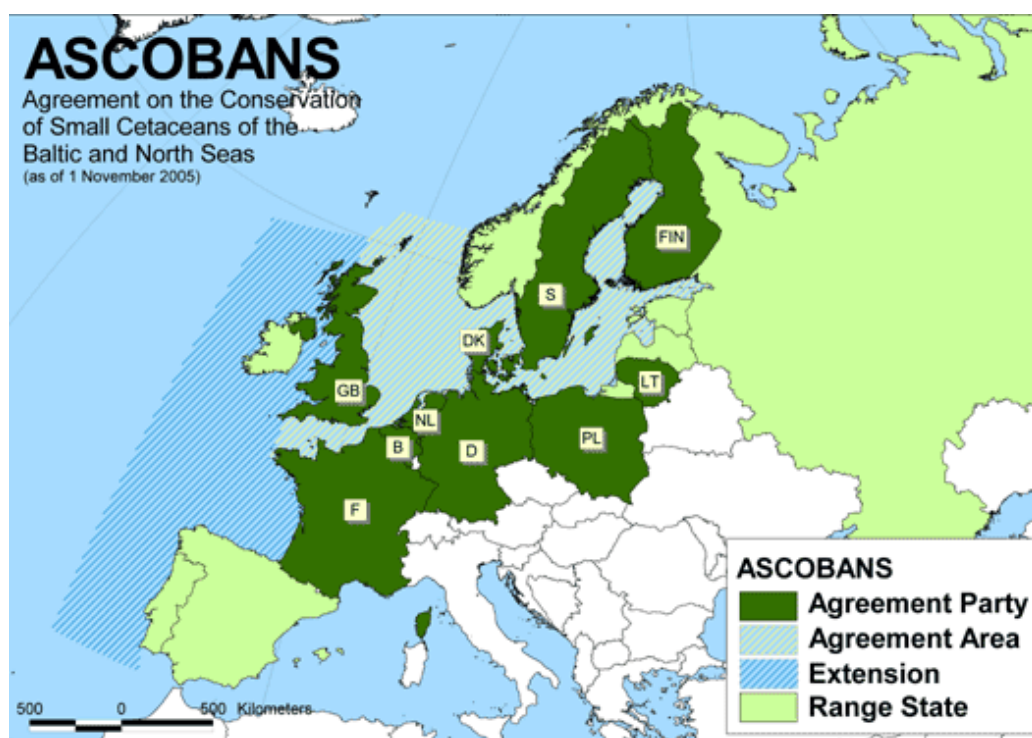 ASCOBANS
Agreement on the Conservation
of Small Cetaceans of the
Baltic and North Seas
(as of 1 November 2005)
FIN
S
DK
LT
GB
NL
B
D
PL
F
ASCOBANS
Agreement Party
Agreement Area
Extension
Range State
500 0 500 Kilometers